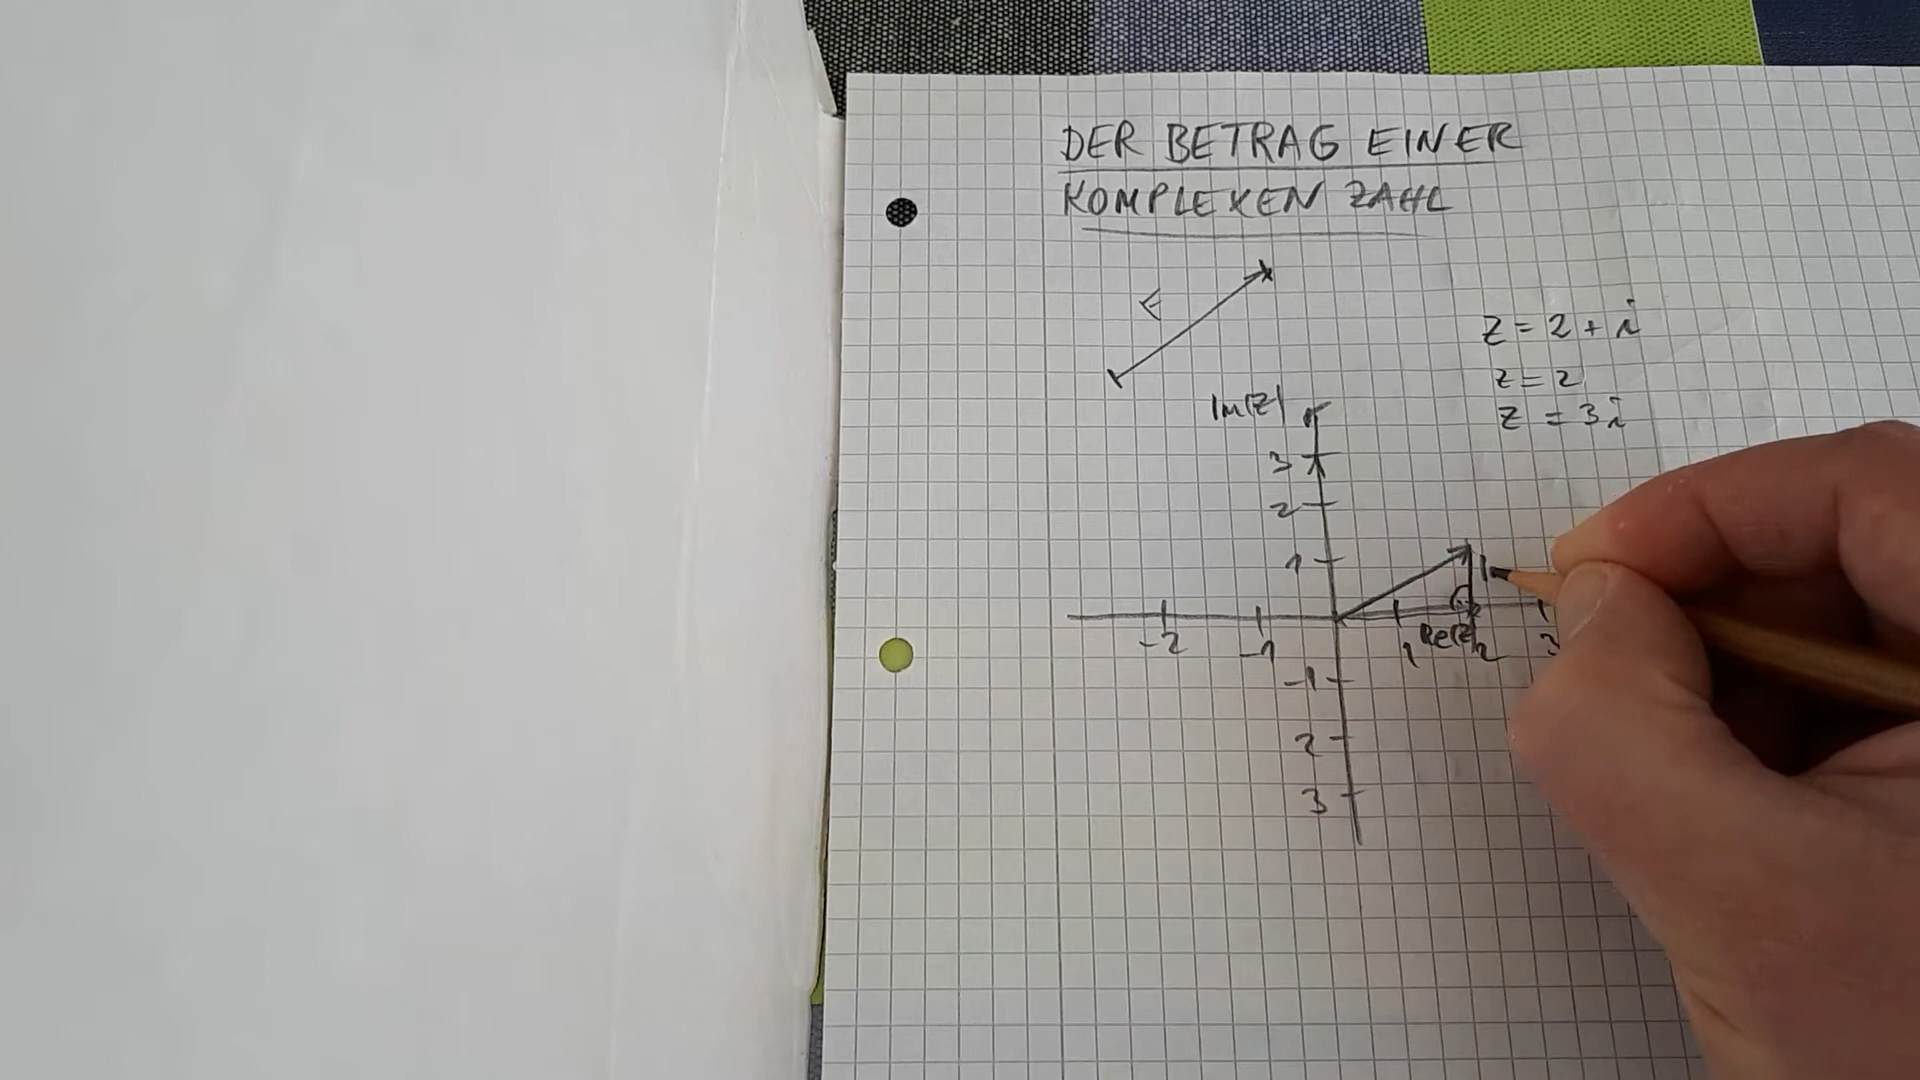 DER BETRAG EINER
KOMPLEXEN ZAHL
z = 2 + i
z = 2
z = 3i
Im(z)
3
2
1
-2 -1 1 Re(z) 2 3
-1
2
3